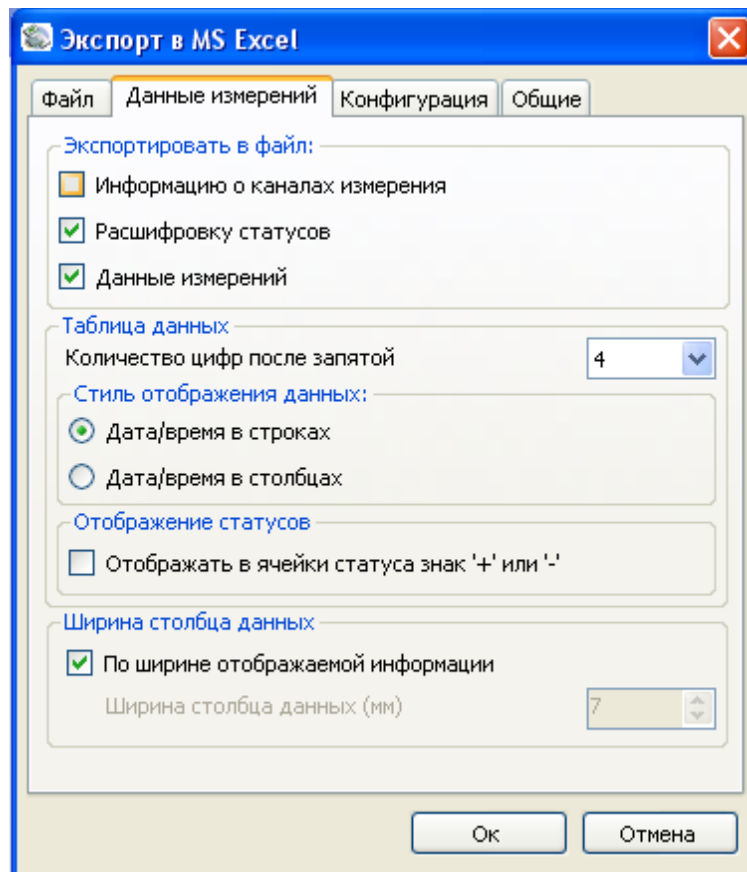 Экспорт в MS Excel
Файл Данные измерений Конфигурация Общие
Экспортировать в файл:
Информацию о каналах измерения
Расшифровку статусов
Данные измерений
Таблица данных
Количество цифр после запятой 4
Стиль отображения данных:
Дата/время в строках
Дата/время в столбцах
Отображение статусов
Отображать в ячейки статуса знак '+' или '-'
Ширина столбца данных
По ширине отображаемой информации
Ширина столбца данных (мм) 7
Ок Отмена